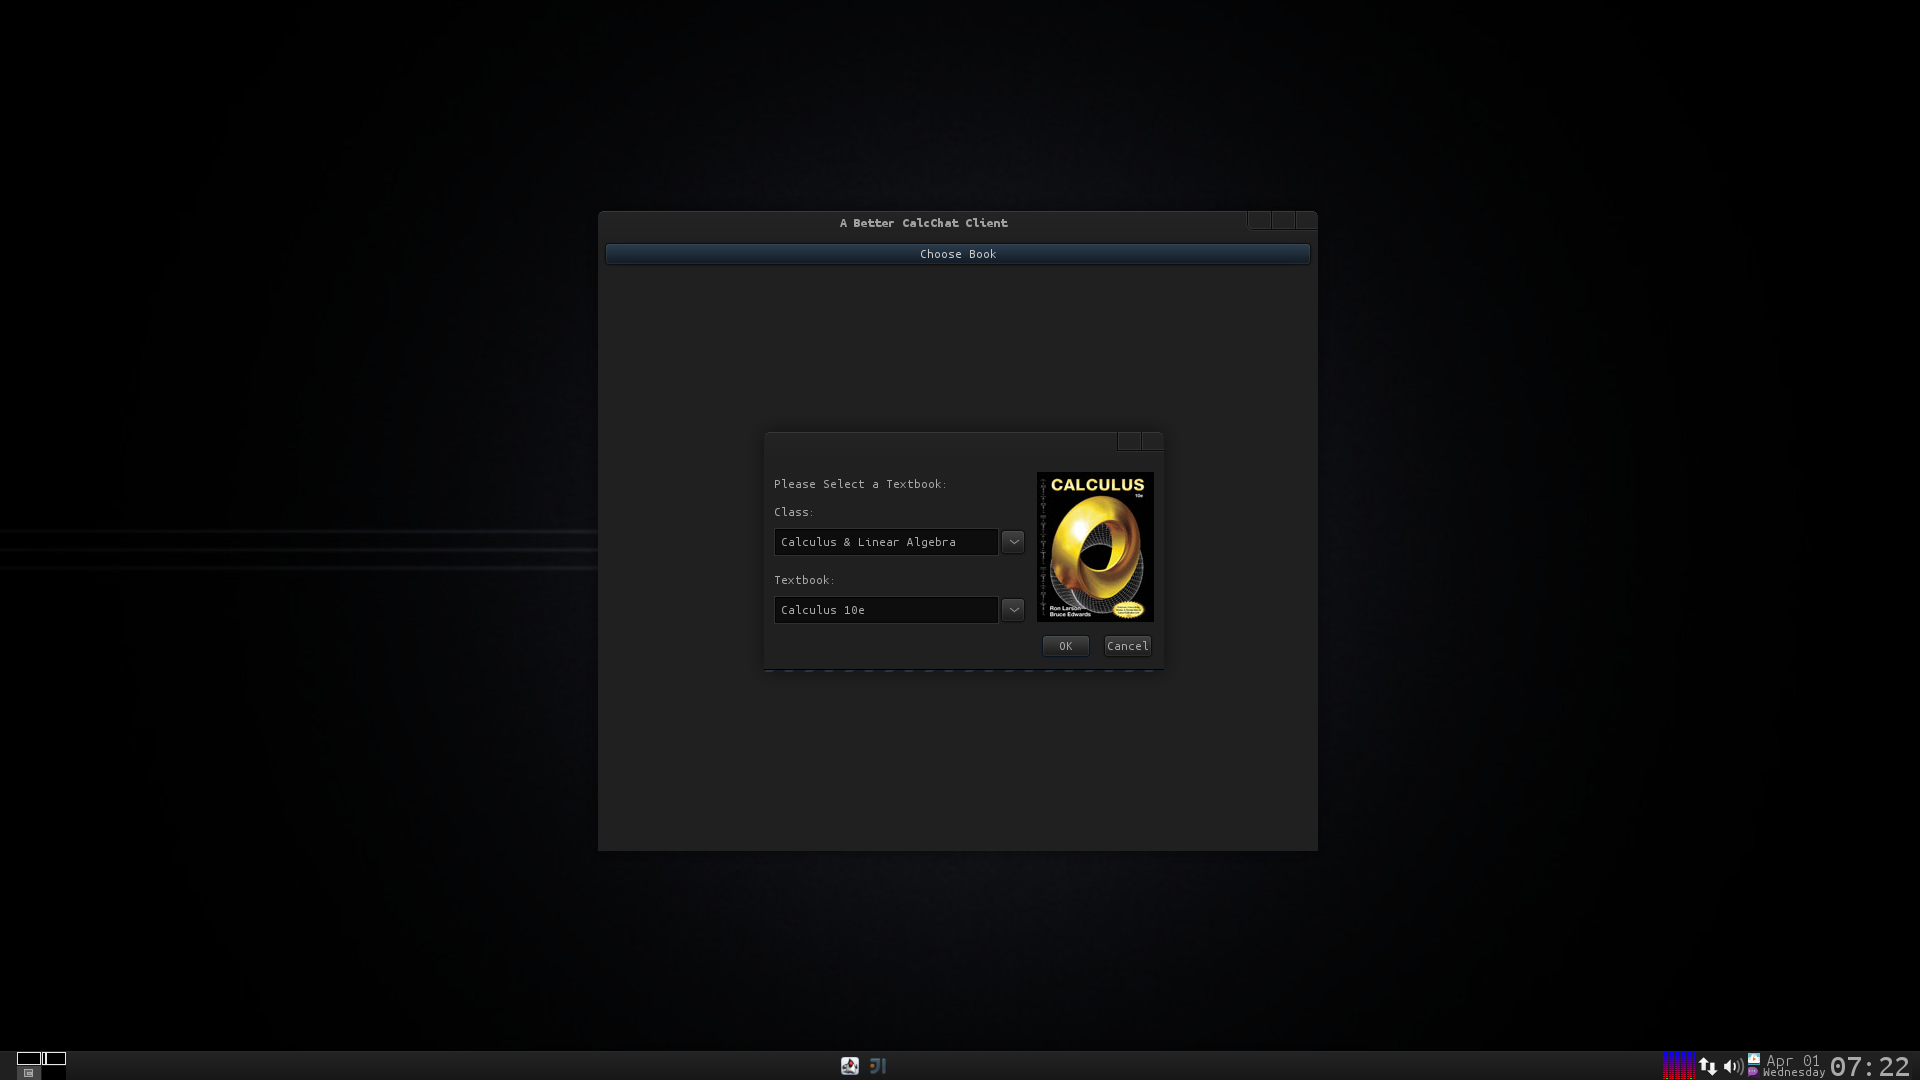 A Better CalcChat Client
Choose Book
Please Select a Textbook:
Class:
Calculus & Linear Algebra
Textbook:
Calculus 10e
CALCULUS
10e
Ron Larson
Bruce Edwards
OK
Cancel
JI
Apr 01
Wednesday
07:22